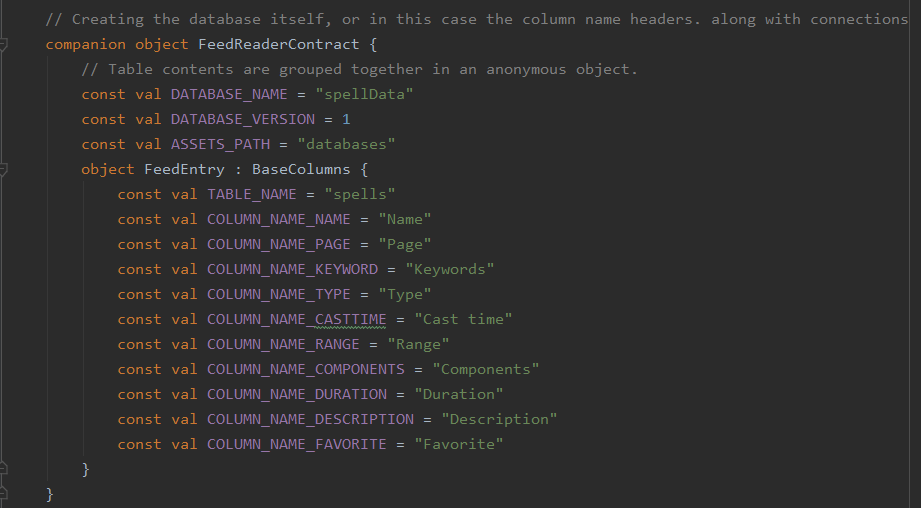 // Creating the database itself, or in this case the column name headers. along with connections
companion object FeedReaderContract {
// Table contents are grouped together in an anonymous object.
const val DATABASE_NAME = "spellData"
const val DATABASE_VERSION = 1
const val ASSETS_PATH = "databases"
object FeedEntry : BaseColumns {
const val TABLE_NAME = "spells"
const val COLUMN_NAME_NAME = "Name"
const val COLUMN_NAME_PAGE = "Page"
const val COLUMN_NAME_KEYWORD = "Keywords"
const val COLUMN_NAME_TYPE = "Type"
const val COLUMN_NAME_CASTTIME = "Cast time"
const val COLUMN_NAME_RANGE = "Range"
const val COLUMN_NAME_COMPONENTS = "Components"
const val COLUMN_NAME_DURATION = "Duration"
const val COLUMN_NAME_DESCRIPTION = "Description"
const val COLUMN_NAME_FAVORITE = "Favorite"
}
}